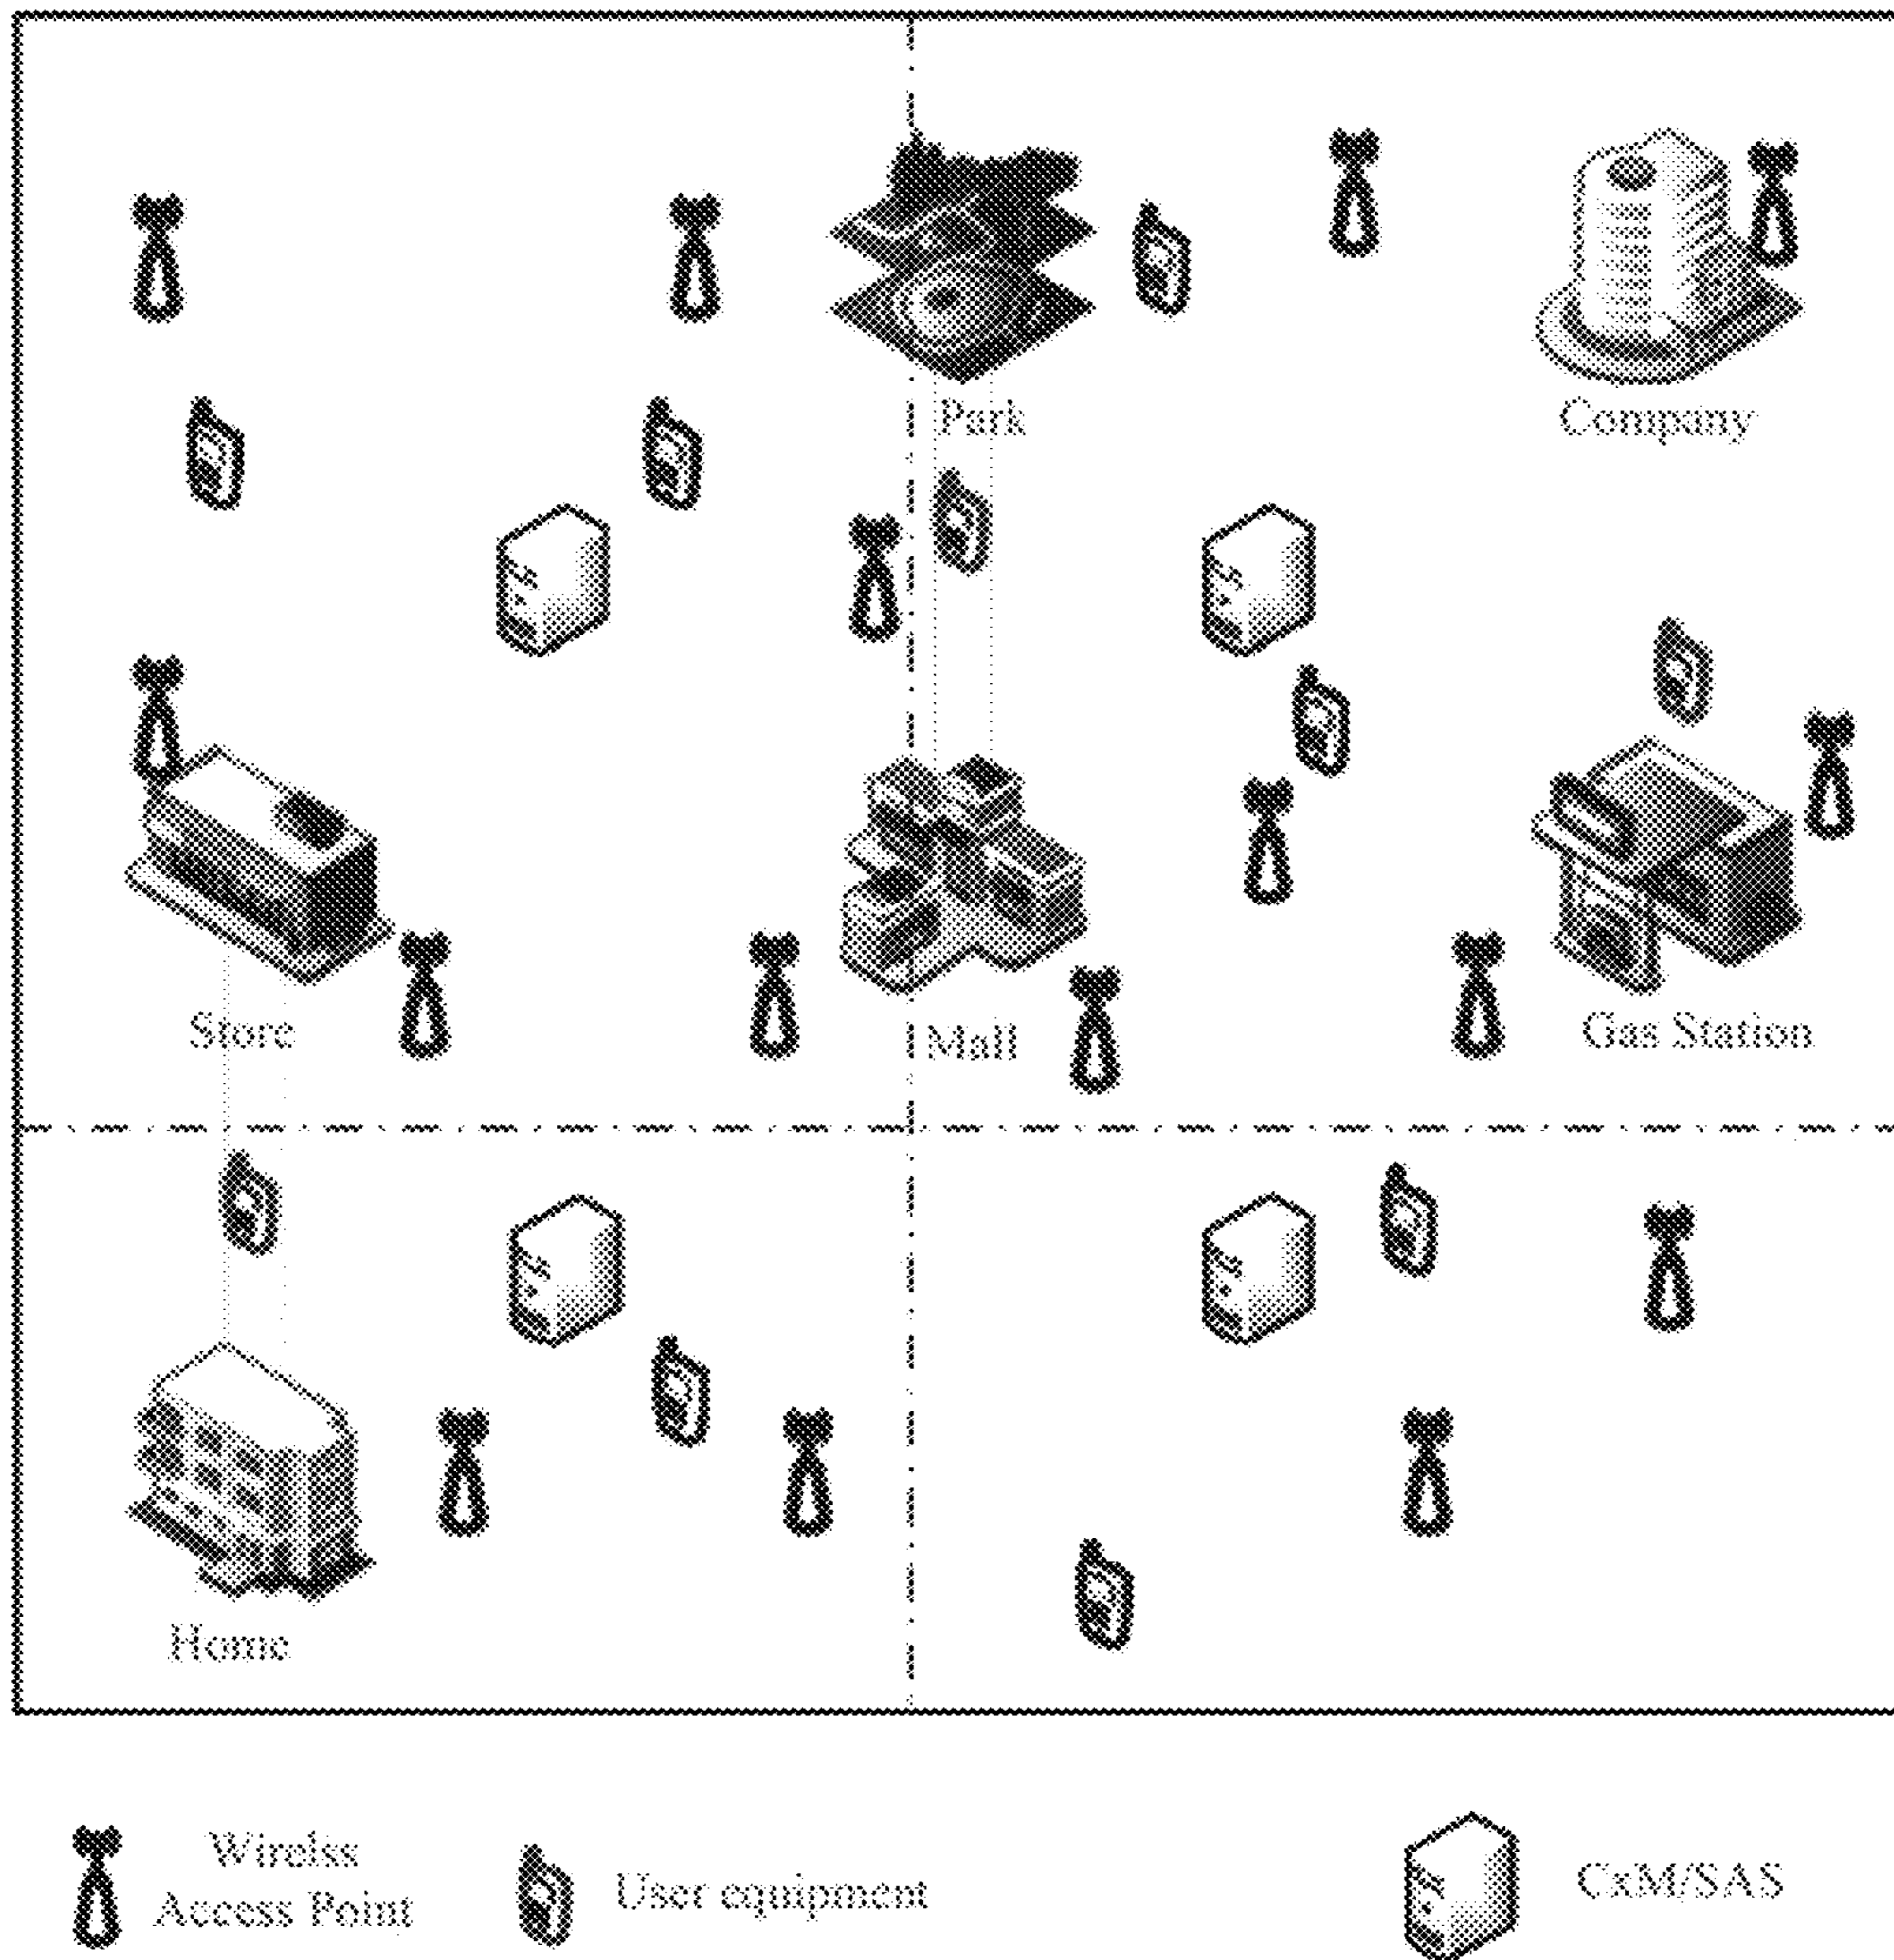 Park
Company
Store
Mall
Gas Station
Home
Wirelss
Access Point
User equipment
CxM/SAS